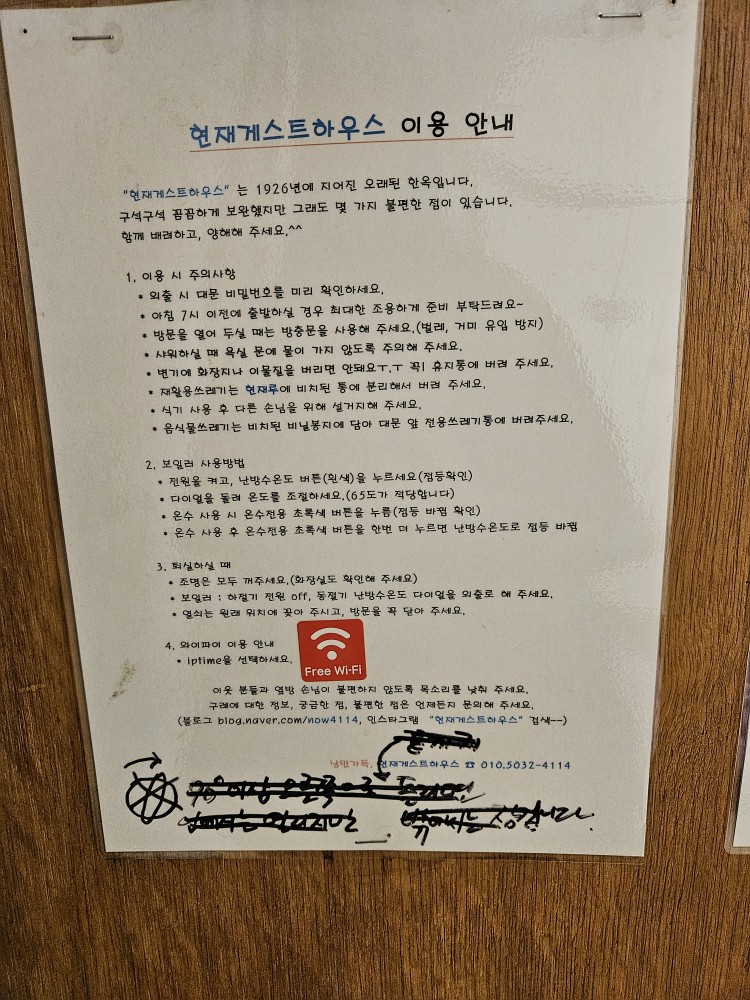 현재게스트하우스 이용 안내
"현재게스트하우스" 는 1926년에 지어진 오래된 한옥입니다.
구석구석 꼼꼼하게 보완했지만 그래도 몇 가지 불편한 점이 있습니다.
함께 배려하고, 양해해 주세요.^^
1. 이용 시 주의사항
* 외출 시 대문 비밀번호를 미리 확인하세요.
* 아침 7시 이전에 출발하실 경우 최대한 조용하게 준비 부탁드려요~
* 방문을 열어 두실 때는 방충문을 사용해 주세요.(벌레, 거미 유입 방지)
* 샤워하실 때 욕실 문에 물이 가지 않도록 주의해 주세요.
* 변기에 화장지나 이물질을 버리면 안돼요ㅜ.ㅜ 꼭! 휴지통에 버려 주세요.
* 재활용쓰레기는 현재루에 비치된 통에 분리해서 버려 주세요.
* 식기 사용 후 다른 손님을 위해 설거지해 주세요.
* 음식물쓰레기는 비치된 비닐봉지에 담아 대문 앞 전용쓰레기통에 버려주세요.
2. 보일러 사용방법
* 전원을 켜고, 난방수온도 버튼(흰색)을 누르세요(점등확인)
* 다이얼을 돌려 온도를 조절하세요.(65도가 적당합니다)
* 온수 사용 시 온수전용 초록색 버튼을 누름(점등 바뀜 확인)
* 온수 사용 후 온수전용 초록색 버튼을 한번 더 누르면 난방수온도로 점등 바뀜
3. 퇴실하실 때
* 조명은 모두 꺼주세요.(화장실도 확인해 주세요)
* 보일러 : 하절기 전원 off, 동절기 난방수온도 다이얼을 외출로 해 주세요.
* 열쇠는 원래 위치에 꽂아 주시고, 방문을 꼭 닫아 주세요.
4. 와이파이 이용 안내
* iptime을 선택하세요.
Free Wi-Fi
이웃 분들과 옆방 손님이 불편하지 않도록 목소리를 낮춰 주세요.
구례에 대한 정보, 궁금한 점, 불편한 점은 언제든지 문의해 주세요.
(블로그 blog.naver.com/now4114, 인스타그램 "현재게스트하우스" 검색~~)
낭만가득, 현재게스트하우스 ☎ 010.5032-4114